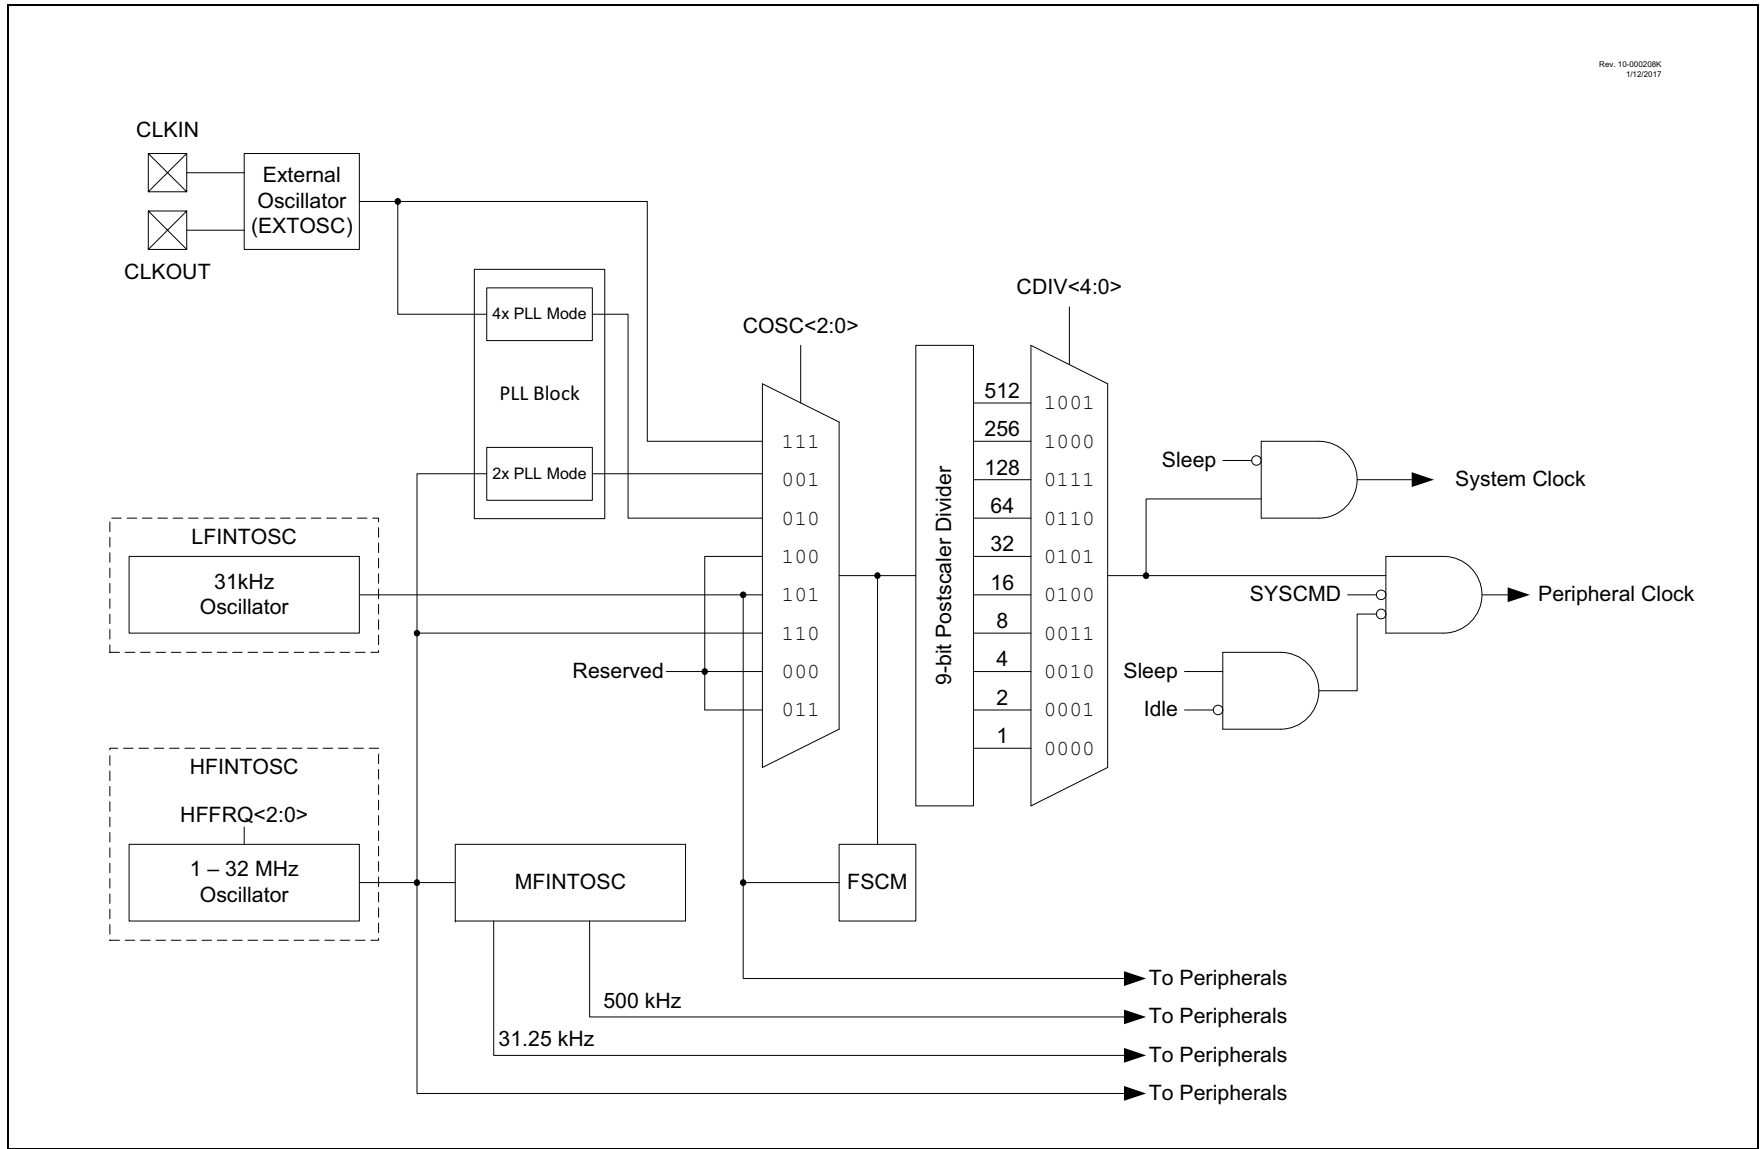 Rev. 10-000208K
1/12/2017
CLKIN
External
Oscillator
(EXTOSC)
CLKOUT
4x PLL Mode
PLL Block
2x PLL Mode
COSC<2:0>
111
001
010
100
101
110
000
011
LFINTOSC
31kHz
Oscillator
Reserved
HFINTOSC
HFFRQ<2:0>
1 – 32 MHz
Oscillator
MFINTOSC
FSCM
9-bit Postscaler Divider
CDIV<4:0>
512
256
128
64
32
16
8
4
2
1
1001
1000
0111
0110
0101
0100
0011
0010
0001
0000
Sleep
System Clock
SYSCMD
Peripheral Clock
Sleep
Idle
To Peripherals
500 kHz
To Peripherals
31.25 kHz
To Peripherals
To Peripherals